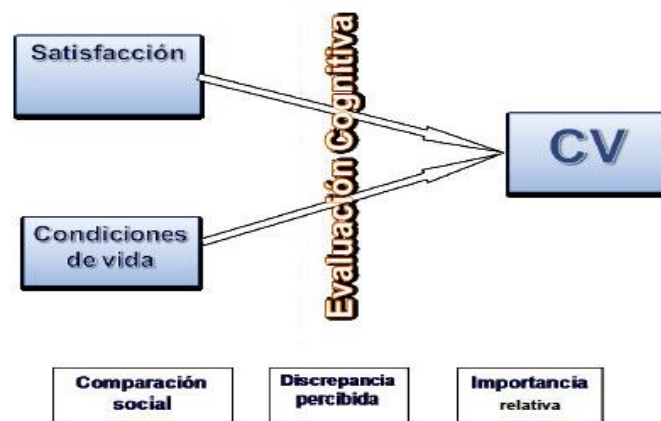 Satisfacción
Evaluación Cognitiva
CV
Condiciones
de vida
Comparación
social
Discrepancia
percibida
Importancia
relativa